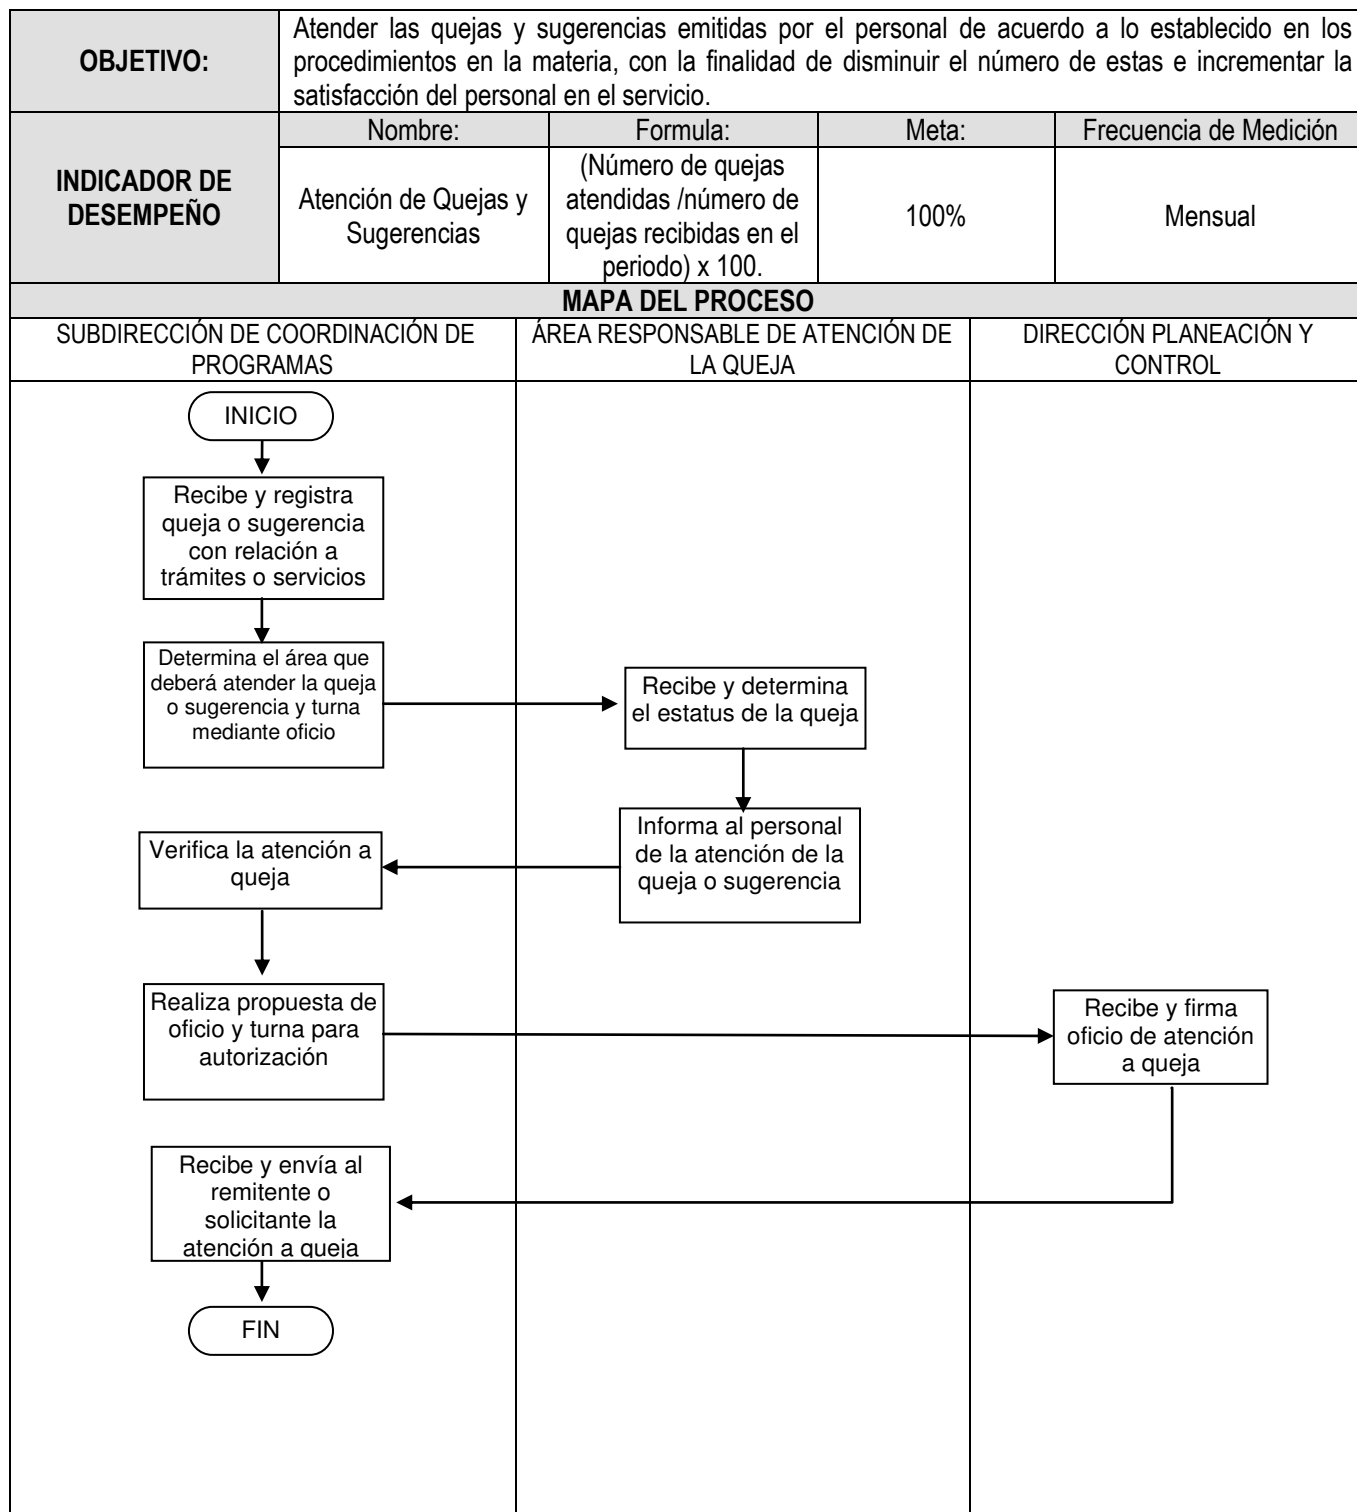 OBJETIVO:
Atender las quejas y sugerencias emitidas por el personal de acuerdo a lo establecido en los
procedimientos en la materia, con la finalidad de disminuir el número de estas e incrementar la
satisfacción del personal en el servicio.
INDICADOR DE
DESEMPEÑO
Nombre:
Formula:
Meta:
Frecuencia de Medición
Atención de Quejas y
Sugerencias
(Número de quejas
atendidas /número de
quejas recibidas en el
periodo) x 100.
100%
Mensual
MAPA DEL PROCESO
SUBDIRECCIÓN DE COORDINACIÓN DE
PROGRAMAS
ÁREA RESPONSABLE DE ATENCIÓN DE
LA QUEJA
DIRECCIÓN PLANEACIÓN Y
CONTROL
INICIO
Recibe y registra
queja o sugerencia
con relación a
trámites o servicios
Determina el área que
deberá atender la queja
o sugerencia y turna
mediante oficio
Recibe y determina
el estatus de la queja
Informa al personal
de la atención de la
queja o sugerencia
Verifica la atención a
queja
Realiza propuesta de
oficio y turna para
autorización
Recibe y firma
oficio de atención
a queja
Recibe y envía al
remitente o
solicitante la
atención a queja
FIN